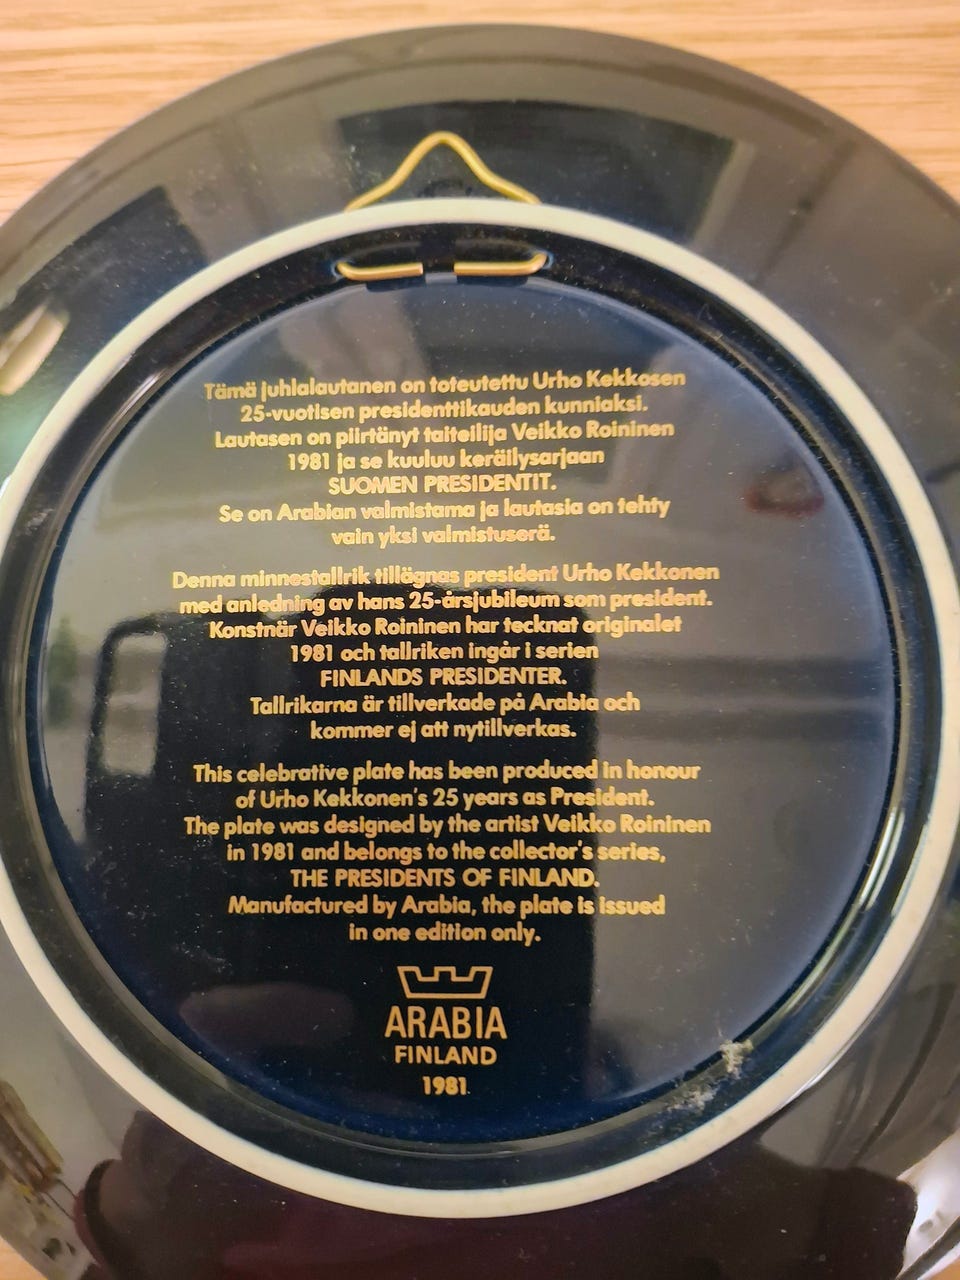 Tämä juhlalautanen on toteutettu Urho Kekkosen
25-vuotisen presidenttikauden kunniaksi.
Lautasen on piirtänyt taiteilija Veikko Roininen
1981 ja se kuuluu keräilysarjaan
SUOMEN PRESIDENTIT.
Se on Arabian valmistama ja lautasia on tehty
vain yksi valmistuserä.
Denna minnestallrik tillägnas president Urho Kekkonen
med anledning av hans 25-årsjubileum som president.
Konstnär Veikko Roininen har tecknat originalet
1981 och tallriken ingår i serien
FINLANDS PRESIDENTER.
Tallrikarna är tillverkade på Arabia och
kommer ej att nytillverkas.
This celebrative plate has been produced in honour
of Urho Kekkonen's 25 years as President.
The plate was designed by the artist Veikko Roininen
in 1981 and belongs to the collector's series,
THE PRESIDENTS OF FINLAND.
Manufactured by Arabia, the plate is issued
in one edition only.
ARABIA
FINLAND
1981